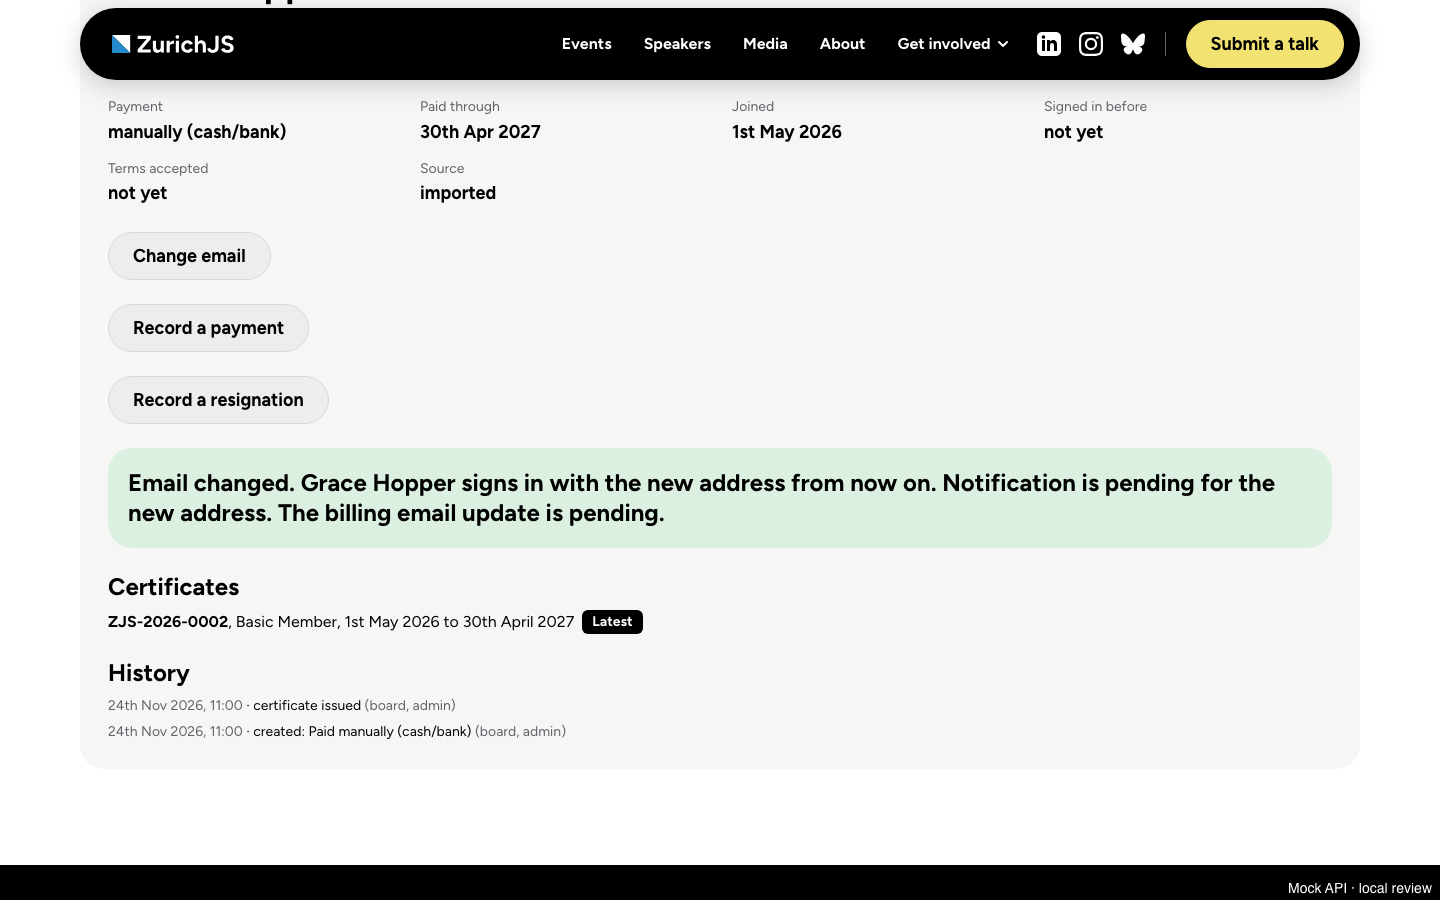 ZurichJS
Events
Speakers
Media
About
Get involved
Submit a talk
Payment
manually (cash/bank)
Paid through
30th Apr 2027
Joined
1st May 2026
Signed in before
not yet
Terms accepted
not yet
Source
imported
Change email
Record a payment
Record a resignation
Email changed. Grace Hopper signs in with the new address from now on. Notification is pending for the
new address. The billing email update is pending.
Certificates
ZJS-2026-0002, Basic Member, 1st May 2026 to 30th April 2027 Latest
History
24th Nov 2026, 11:00 · certificate issued (board, admin)
24th Nov 2026, 11:00 · created: Paid manually (cash/bank) (board, admin)
Mock API · local review